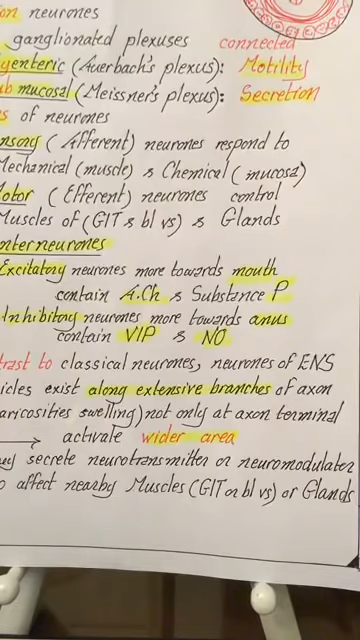 ion neurones
ganglionated plexuses connected
yenteric (Auerbach's plexus): Motility
ub mucosal (Meissner's plexus): Secretion
s of neurones
nsory (Afferent) neurones respond to
Mechanical (muscle) & Chemical (mucosa)
Motor (Efferent) neurones control
Muscles of (GIT & bl vs) & Glands
nterneurones
Excitatory neurones more towards mouth
contain A.Ch & Substance P
Inhibitory neurones more towards anus
contain VIP & NO
trast to classical neurones, neurones of ENS
icles exist along extensive branches of axon
aricosities swelling) not only at axon terminal
→ activate wider area
secrete neurotransmitter or neuromodulater
o affect nearby Muscles (GIT or bl vs) or Glands